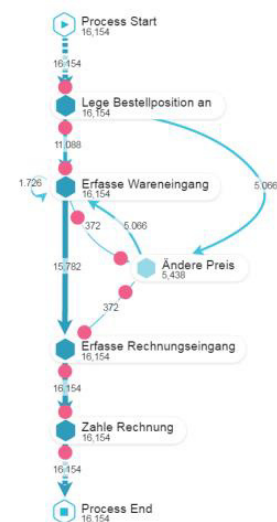 Process Start
16,154
16,154
Lege Bestellposition an
16,154
11,088
1.726
Erfasse Wareneingang
16,154
5.066
372
5.066
Ändere Preis
5,438
15,782
372
Erfasse Rechnungseingang
16,154
16,154
Zahle Rechnung
16,154
16,154
Process End
16,154